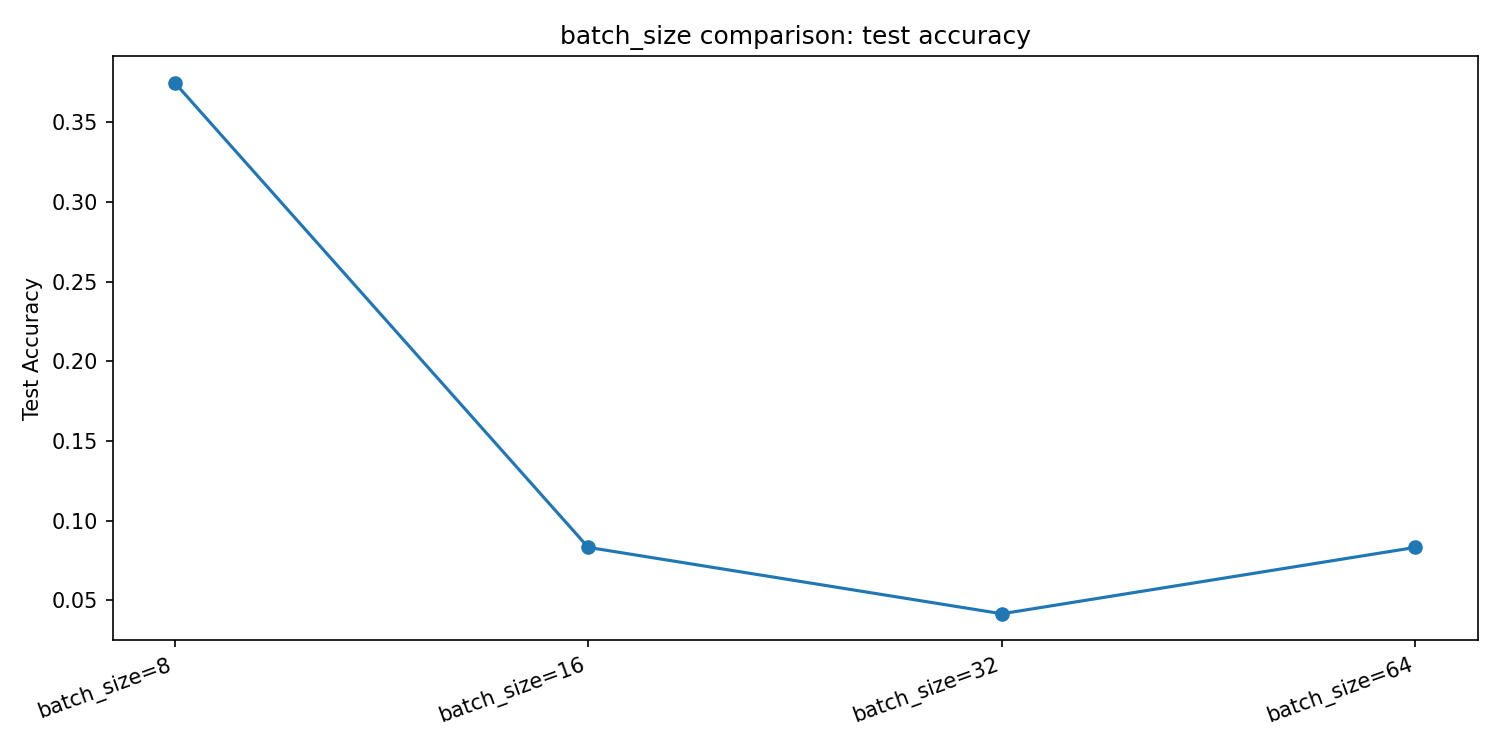 batch_size comparison: test accuracy
Test Accuracy
0.35
0.30
0.25
0.20
0.15
0.10
0.05
batch_size=8
batch_size=16
batch_size=32
batch_size=64